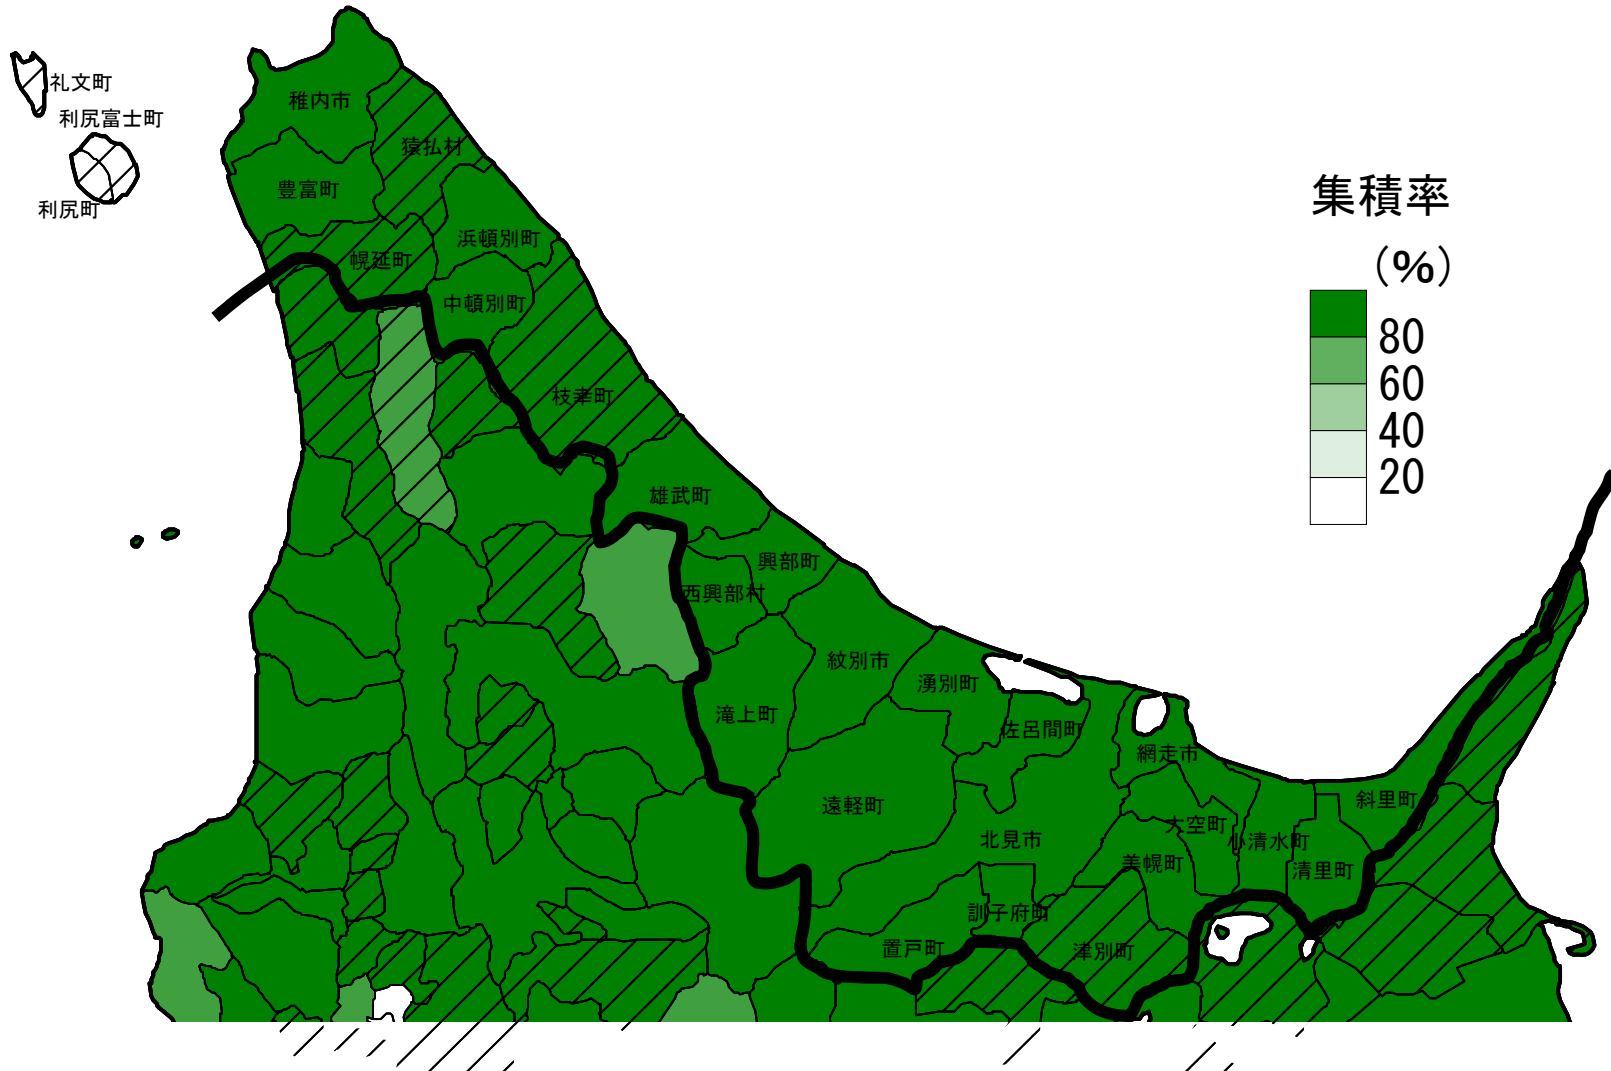 礼文町
利尻富士町
利尻町
稚内市
猿払村
豊富町
浜頓別町
幌延町
中頓別町
枝幸町
雄武町
興部町
西興部村
紋別市
湧別町
滝上町
佐呂間町
網走市
遠軽町
斜里町
大空町
北見市
小清水町
美幌町
清里町
訓子府町
置戸町
津別町
集積率
(%)
80
60
40
20